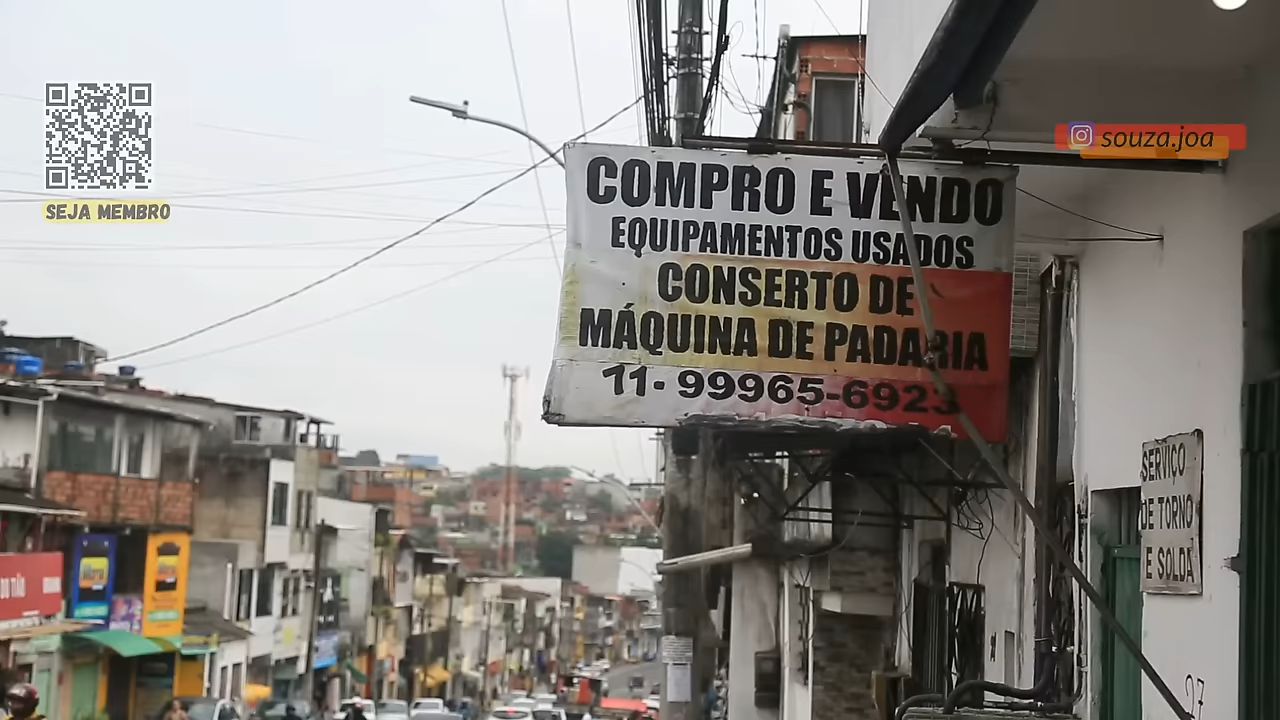 SEJA MEMBRO
souza.joa
COMPRO E VENDO
EQUIPAMENTOS USADOS
CONSERTO DE
MÁQUINA DE PADARIA
11-99965-6923
SERVIÇO
DE TORNO
E SOLDA
27